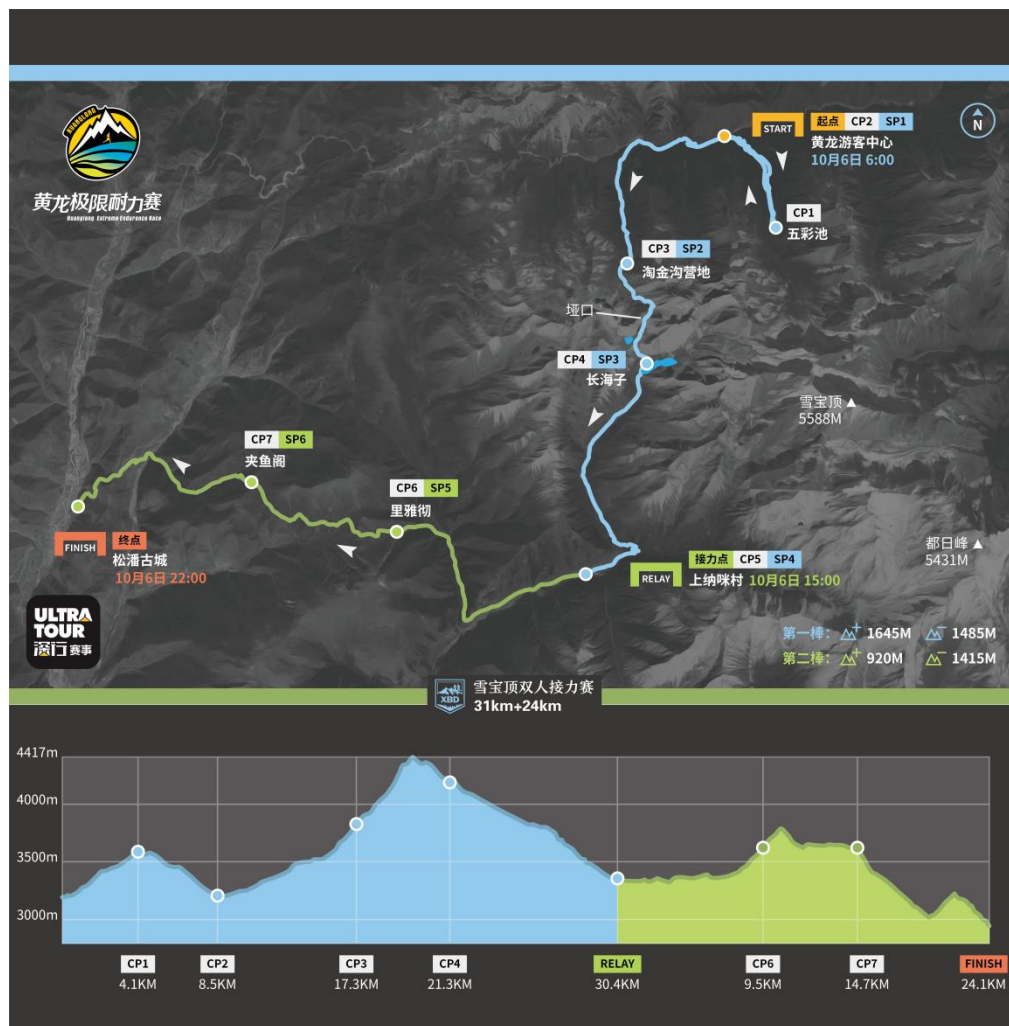 HUANGLONG
黄龙极限耐力赛
Huanglong Extreme Endurance Race
N
START
起点 CP2 SP1
黄龙游客中心
10月6日 6:00
CP1
五彩池
CP3 SP2
淘金沟营地
垭口
CP4 SP3
长海子
雪宝顶 ▲
5588M
CP7 SP6
夹鱼阁
CP6 SP5
里雅彻
FINISH
终点
松潘古城
10月6日 22:00
都日峰 ▲
5431M
RELAY
接力点 CP5 SP4
上纳咪村 10月6日 15:00
ULTRA
TOUR
滢行赛事
第一棒: + 1645M - 1485M
第二棒: + 920M - 1415M
XBD
雪宝顶双人接力赛
31km+24km
4417m
4000m
3500m
3000m
CP1 CP2 CP3 CP4 RELAY CP6 CP7 FINISH
4.1KM 8.5KM 17.3KM 21.3KM 30.4KM 9.5KM 14.7KM 24.1KM